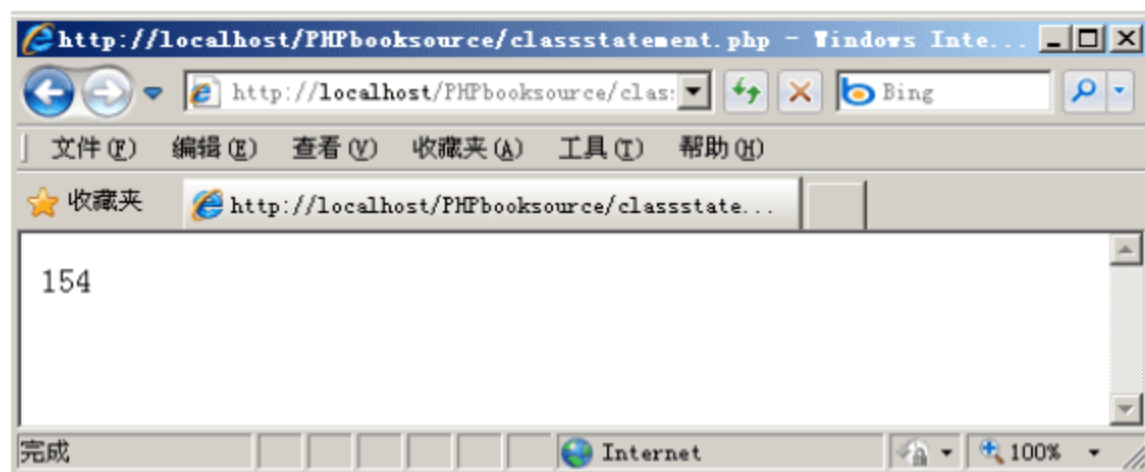 http://localhost/PHPbooksource/classstatement.php - Windows Inte...
http://localhost/PHPbooksource/clas: Bing
文件(F) 编辑(E) 查看(V) 收藏夹(A) 工具(T) 帮助(H)
收藏夹 http://localhost/PHPbooksource/classstate...
154
完成 Internet 100%